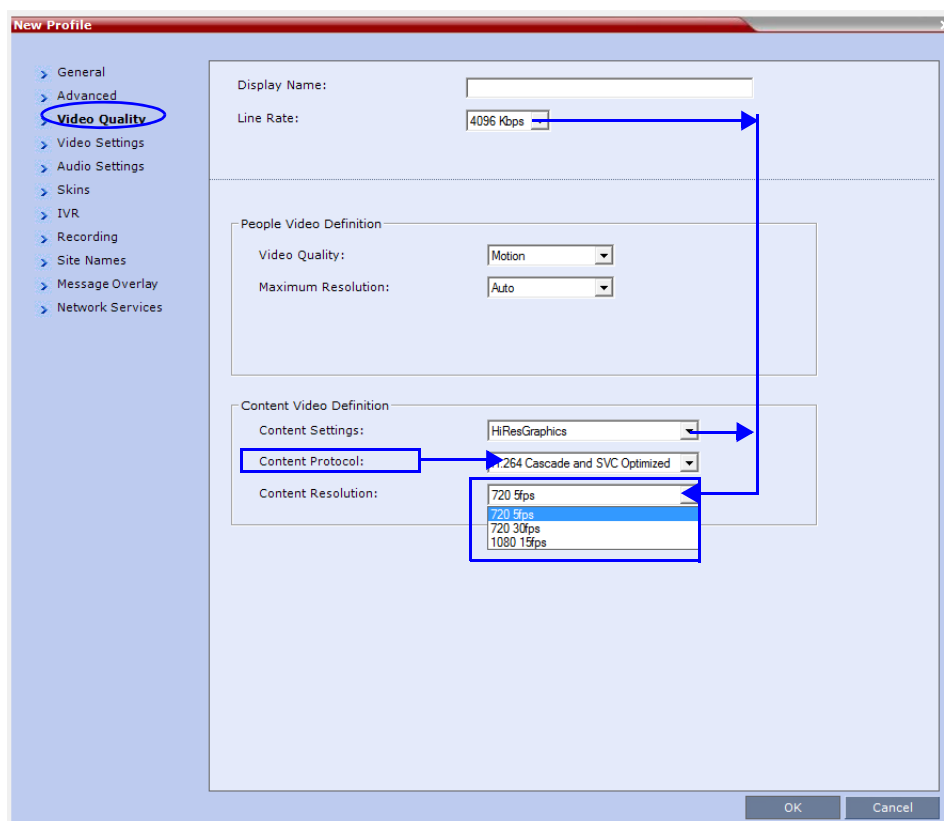 New Profile
General
Advanced
Video Quality
Video Settings
Audio Settings
Skins
IVR
Recording
Site Names
Message Overlay
Network Services
Display Name:
Line Rate: 4096 Kbps
People Video Definition
Video Quality: Motion
Maximum Resolution: Auto
Content Video Definition
Content Settings: HiResGraphics
Content Protocol: H.264 Cascade and SVC Optimized
Content Resolution: 720 5fps
720 5fps
720 30fps
1080 15fps
OK Cancel